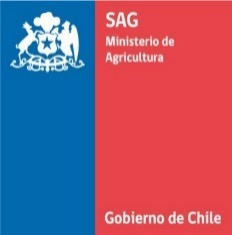 SAG
Ministerio de
Agricultura
Gobierno de Chile